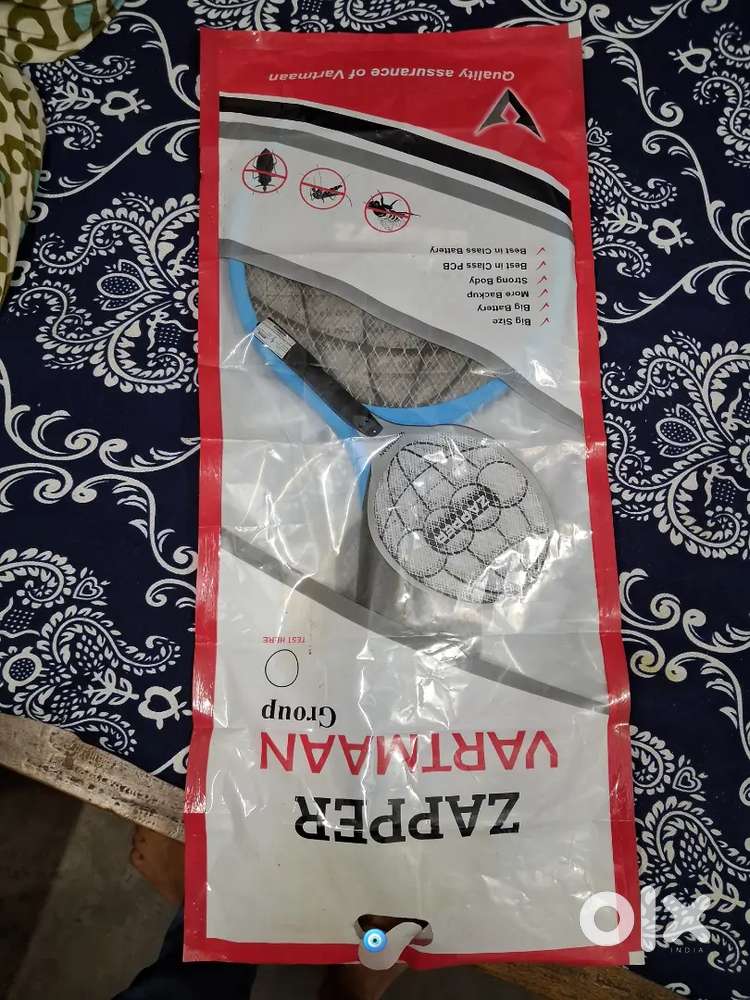 ZAPPER
VARTMAAN
Group
TEST HERE
ZAPPER
✓ Big Size
✓ Big Battery
✓ More Backup
✓ Strong Body
✓ Best in Class PCB
✓ Best in Class Battery
Quality assurance of Vartmaan
olx
INDIA